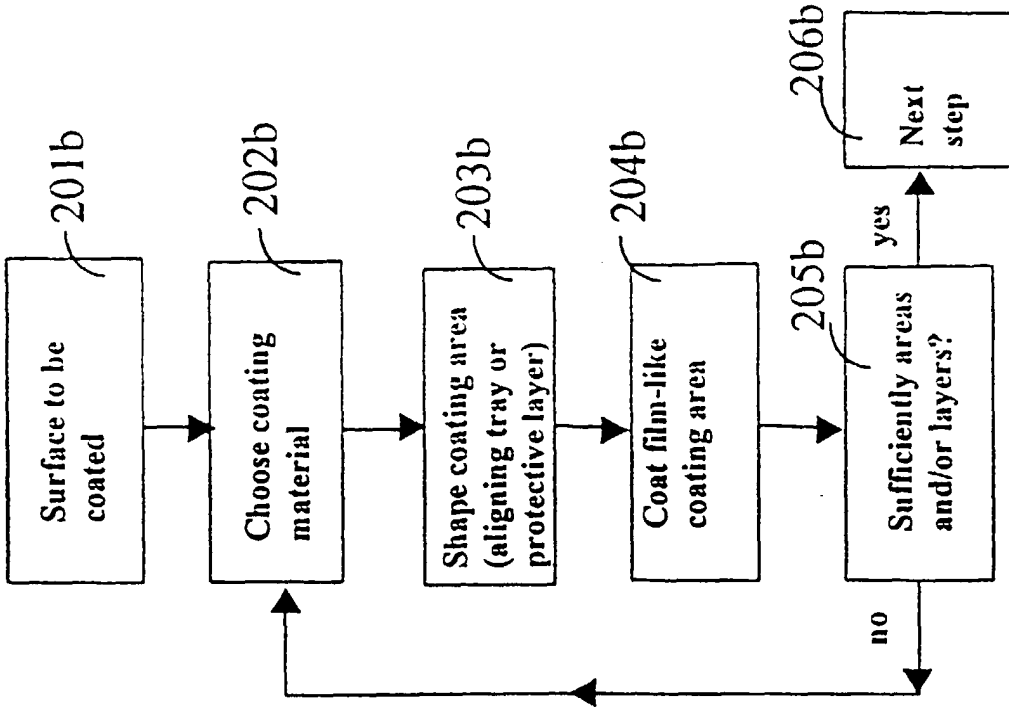 201b
Surface to be
coated
202b
Choose coating
material
203b
Shape coating area
(aligning tray or
protective layer)
204b
Coat film-like
coating area
205b
Sufficiently areas
and/or layers?
no
yes
206b
Next
step